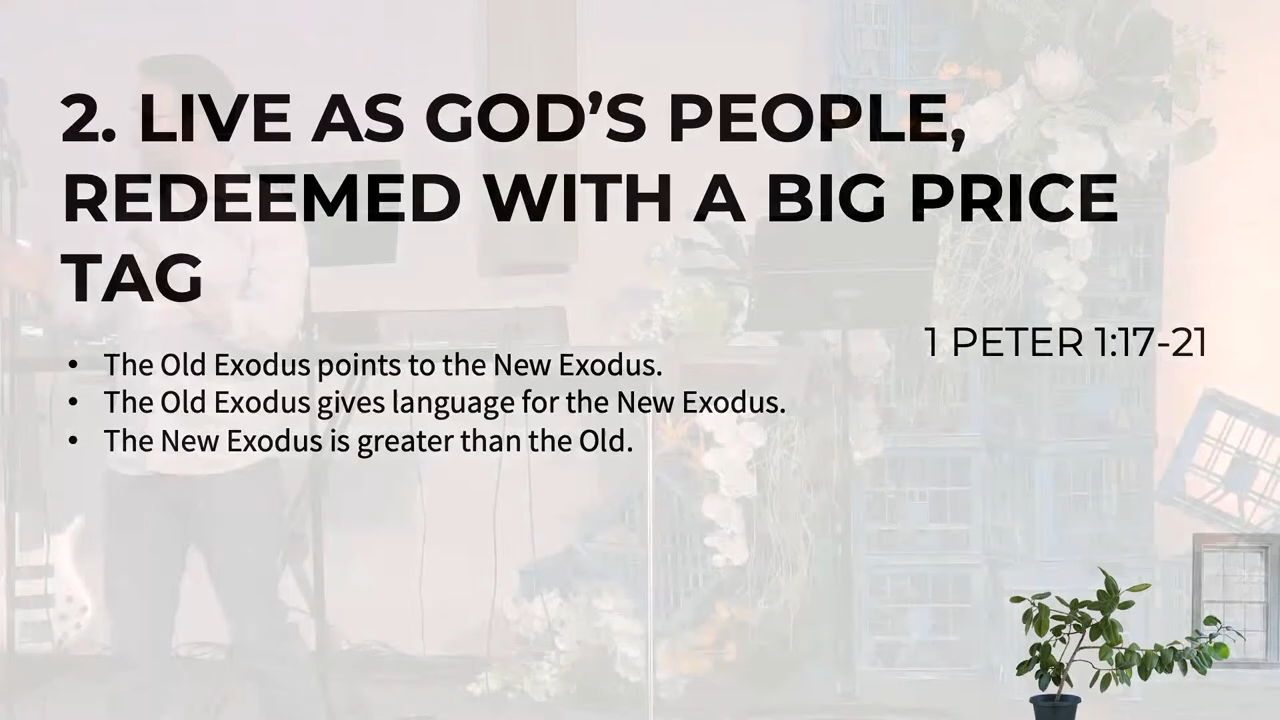 2. LIVE AS GOD’S PEOPLE,
REDEEMED WITH A BIG PRICE
TAG
1 PETER 1:17-21
• The Old Exodus points to the New Exodus.
• The Old Exodus gives language for the New Exodus.
• The New Exodus is greater than the Old.